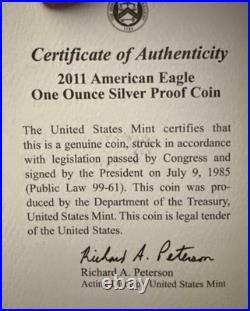 Certificate of Authenticity
2011 American Eagle
One Ounce Silver Proof Coin
The United States Mint certifies that
this is a genuine coin, struck in accordance
with legislation passed by Congress and
signed by the President on July 9, 1985
(Public Law 99-61). This coin was pro-
duced by the Department of the Treasury,
United States Mint. This coin is legal tender
of the United States.
Richard A. Peterson
Richard A. Peterson
United States Mint